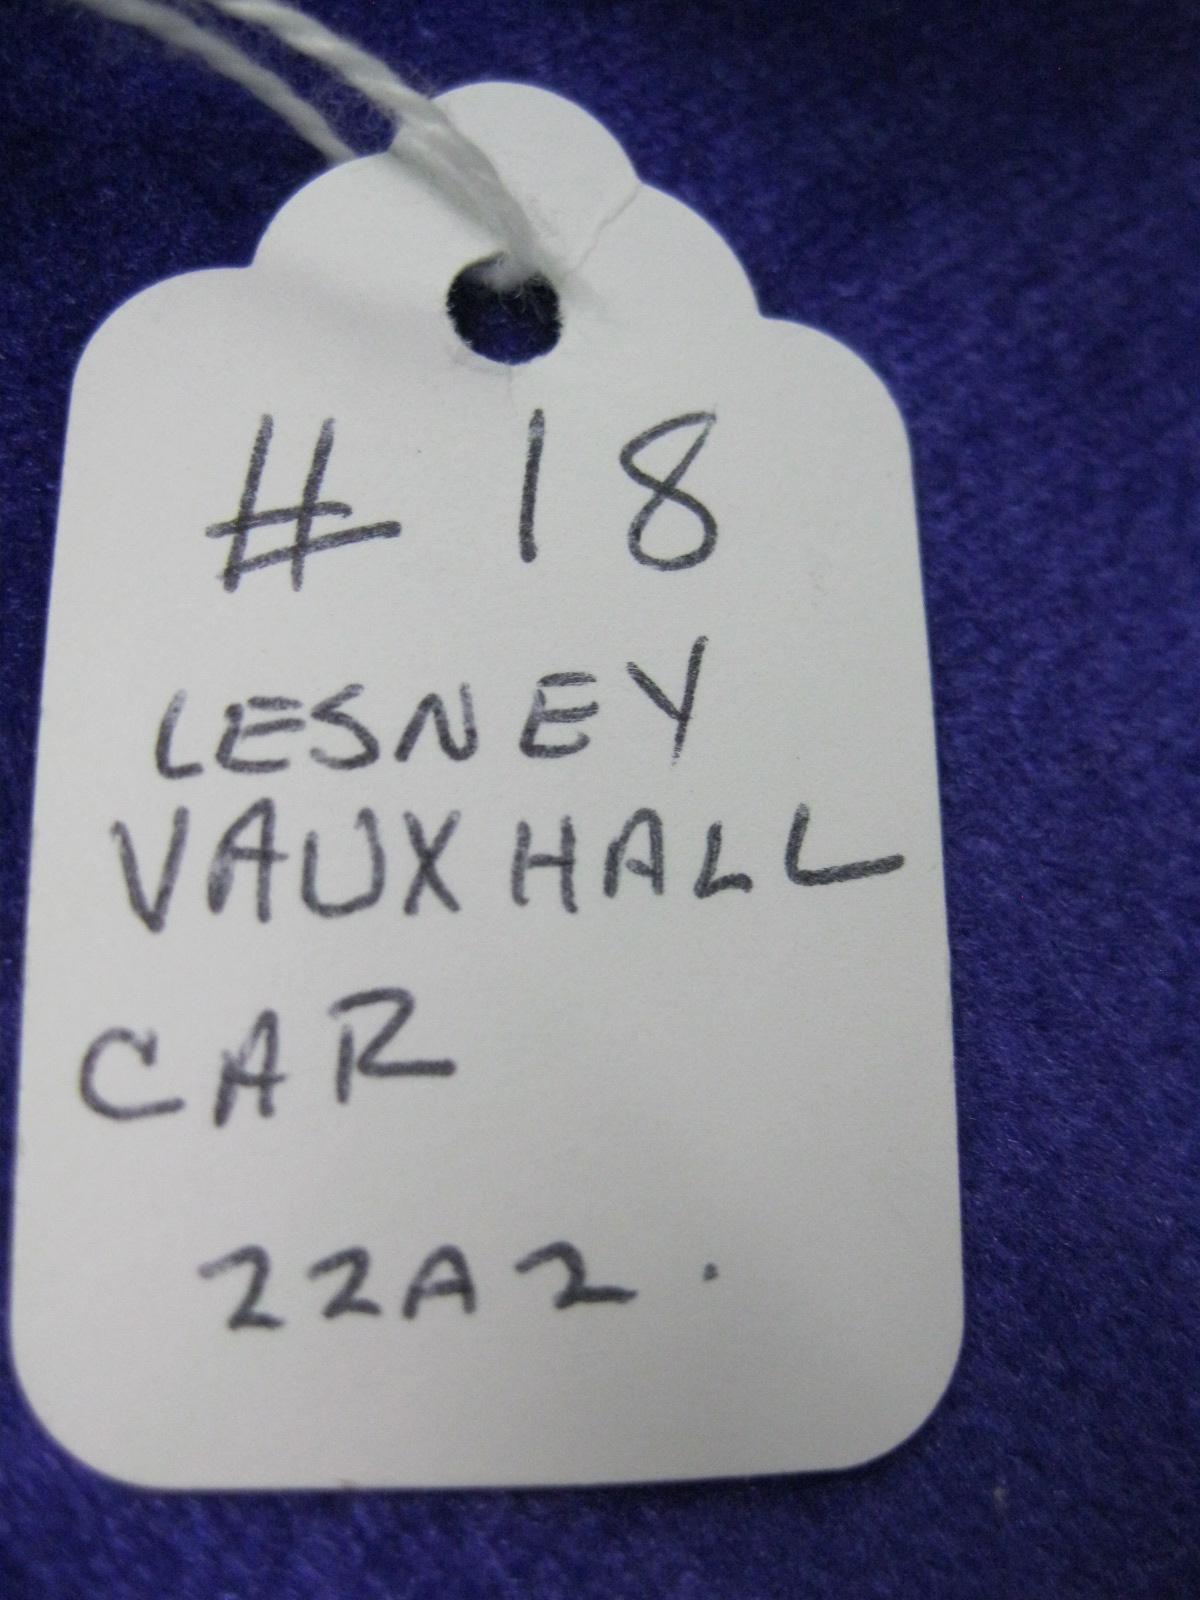 # 18
LESNEY
VAUXHALL
CAR
22A2.